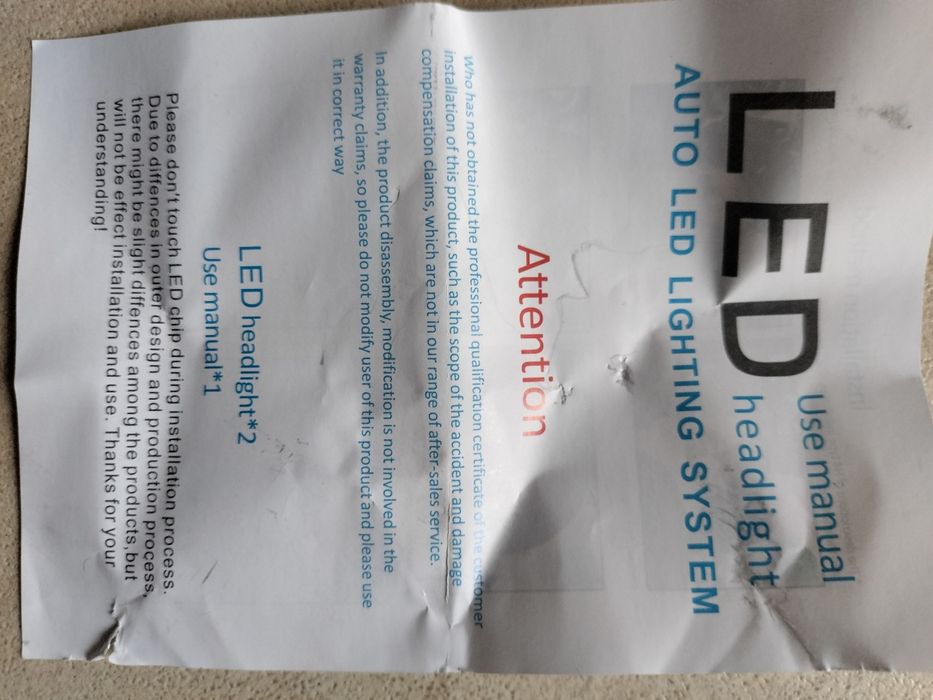 Use manual
LED headlight
AUTO LED LIGHTING SYSTEM
Attention
Who has not obtained the professional qualification certificate of the customer
installation of this product, such as the scope of the accident and damage
compensation claims, which are not in our range of after-sales service.
In addition, the product disassembly, modification is not involved in the
warranty claims, so please do not modify user of this product and please use
it in correct way
LED headlight*2
Use manual*1
Please don't touch LED chip during installation process.
Due to diffences in outer design and production process,
there might be slight diffences among the products,but
will not be effect installation and use. Thanks for your
understanding!